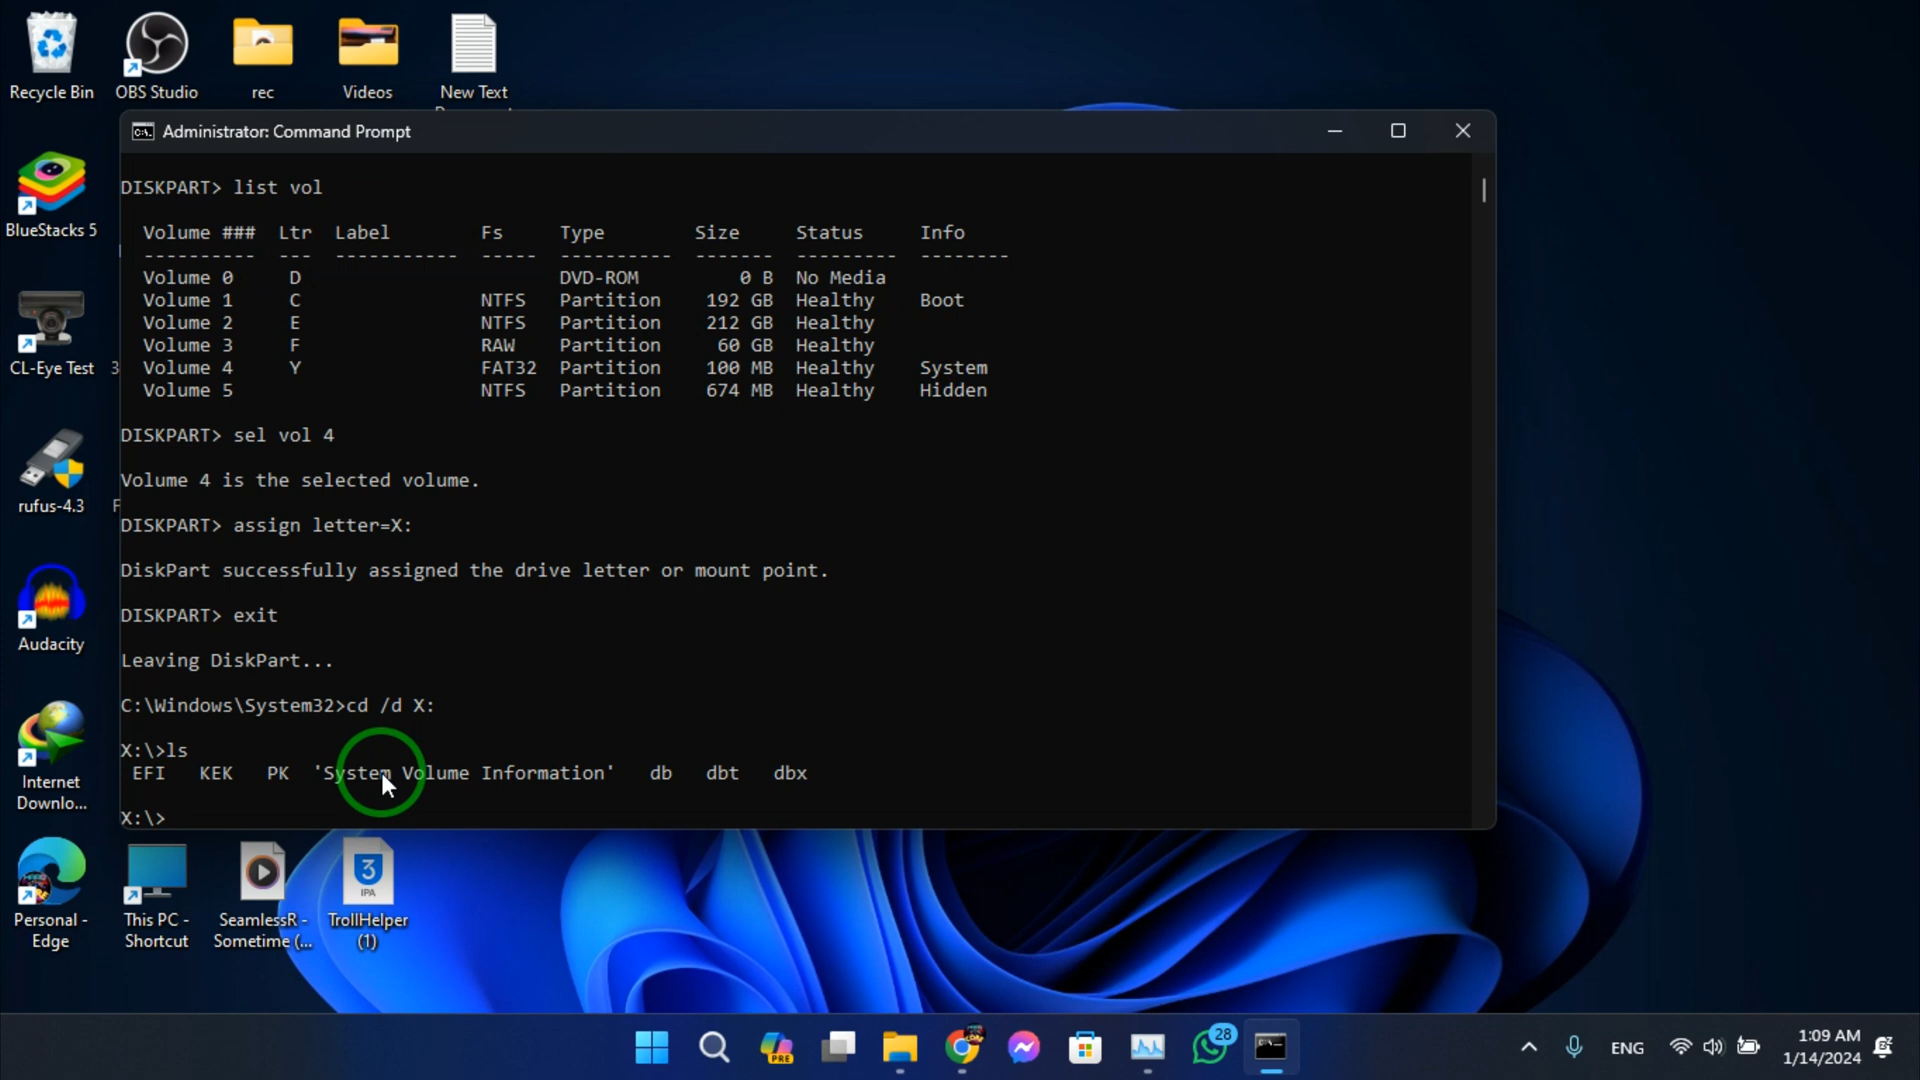 Recycle Bin
OBS Studio
rec
Videos
New Text
Administrator: Command Prompt
BlueStacks 5
CL-Eye Test
3
rufus-4.3
F
Audacity
Internet
Downlo...
DISKPART> list vol
Volume ### Ltr Label Fs Type Size Status Info
---------- --- ----------- ----- ---------- ------- --------- --------
Volume 0 D DVD-ROM 0 B No Media
Volume 1 C NTFS Partition 192 GB Healthy Boot
Volume 2 E NTFS Partition 212 GB Healthy
Volume 3 F RAW Partition 60 GB Healthy
Volume 4 Y FAT32 Partition 100 MB Healthy System
Volume 5 NTFS Partition 674 MB Healthy Hidden
DISKPART> sel vol 4
Volume 4 is the selected volume.
DISKPART> assign letter=X:
DiskPart successfully assigned the drive letter or mount point.
DISKPART> exit
Leaving DiskPart...
C:\Windows\System32>cd /d X:
X:\>ls
EFI KEK PK 'System Volume Information' db dbt dbx
X:\>
Personal -
Edge
This PC -
Shortcut
SeamlessR -
Sometime (...
3
IPA
TrollHelper
(1)
PRE
28
ENG
1:09 AM
1/14/2024